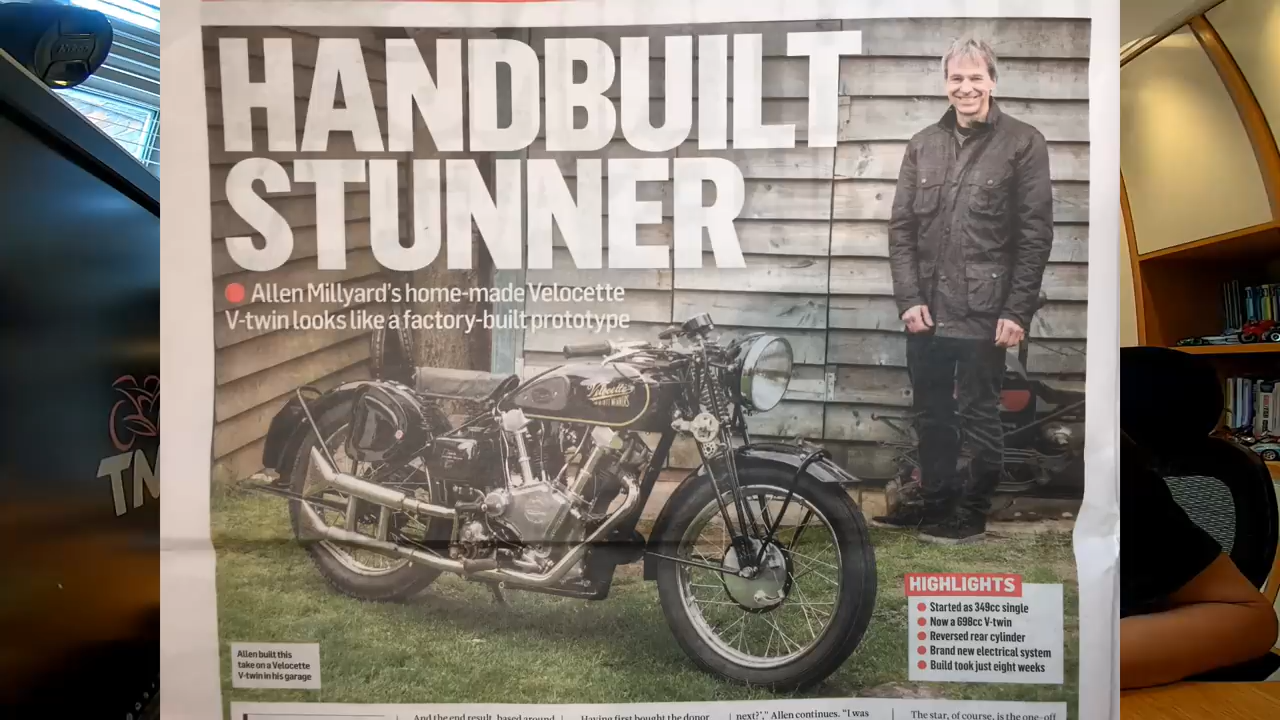 HANDBUILT
STUNNER
Allen Millyard's home-made Velocette
V-twin looks like a factory-built prototype
Velocette
TM
HIGHLIGHTS
Started as 349cc single
Now a 698cc V-twin
Reversed rear cylinder
Brand new electrical system
Build took just eight weeks
Allen built this
take on a Velocette
V-twin in his garage
And the end result, based around
Having first bought the donor
next?'," Allen continues. "I was
The star, of course, is the one-off